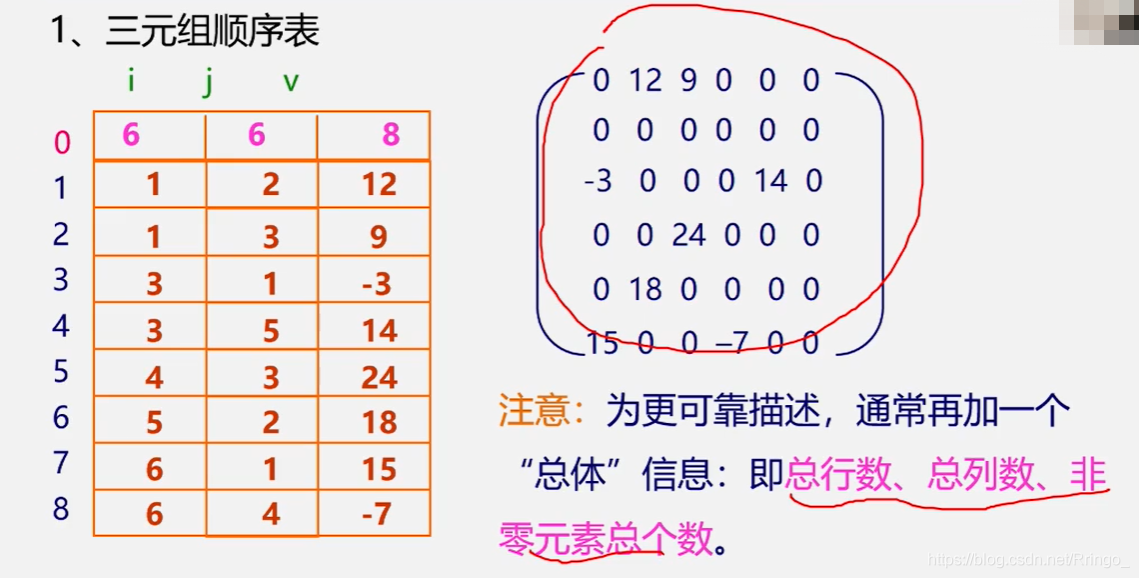 1、三元组顺序表
i j v
0 6 6 8
1 1 2 12
2 1 3 9
3 3 1 -3
4 3 5 14
5 4 3 24
6 5 2 18
7 6 1 15
8 6 4 -7
0 12 9 0 0 0
0 0 0 0 0 0
-3 0 0 0 14 0
0 0 24 0 0 0
0 18 0 0 0 0
15 0 0 –7 0 0
注意：为更可靠描述，通常再加一个
“总体”信息：即总行数、总列数、非
零元素总个数。
https://blog.csdn.net/Rringo_